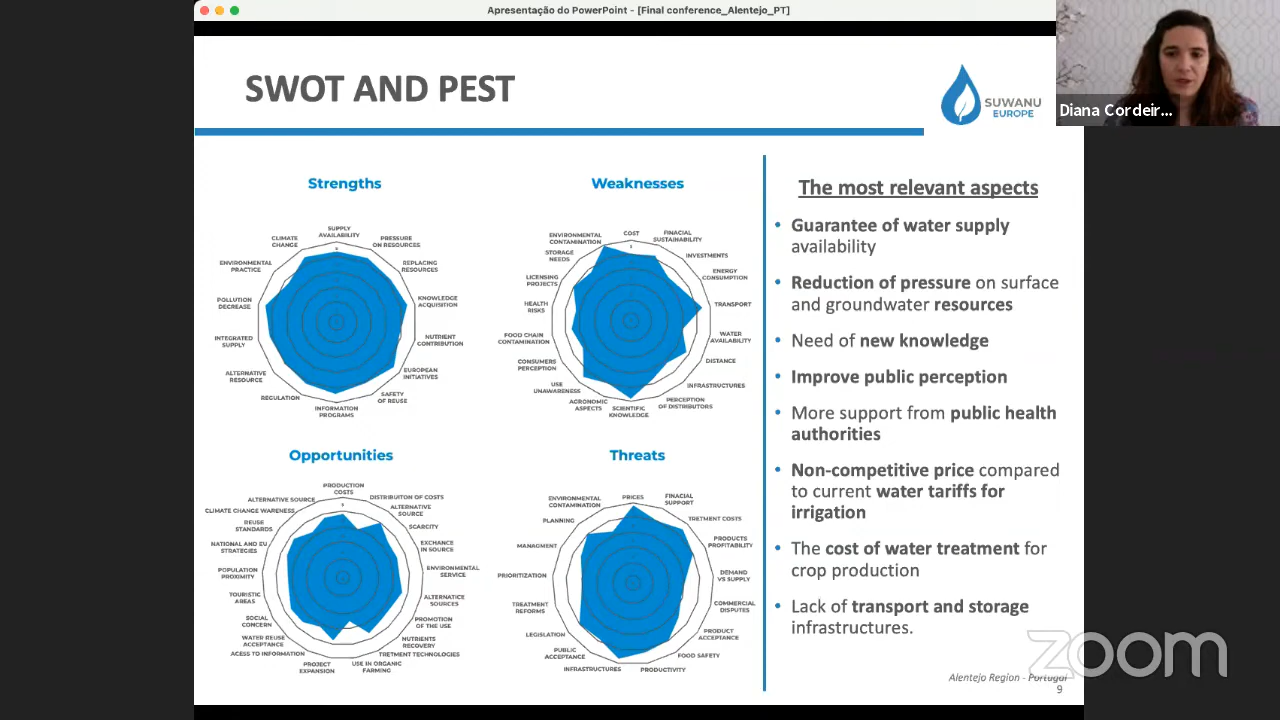 Apresentação do PowerPoint - [Final conference_Alentejo_PT]
Diana Cordeir...
SWOT AND PEST
SUWANU
EUROPE
Strengths
SUPPLY
AVAILABILITY
PRESSURE
ON RESOURCES
REPLACING
RESOURCES
KNOWLEDGE
ACQUISITION
NUTRIENT
CONTRIBUTION
EUROPEAN
INITIATIVES
SAFETY
OF REUSE
INFORMATION
PROGRAMS
REGULATION
ALTERNATIVE
RESOURCE
INTEGRATED
SUPPLY
POLLUTION
DECREASE
ENVIRONMENTAL
PRACTICE
CLIMATE
CHANGE
Weaknesses
COST
FINACIAL
SUSTAINABILITY
INVESTMENTS
ENERGY
CONSUMPTION
TRANSPORT
WATER
AVAILABILITY
DISTANCE
INFRASTRUCTURES
PERCEPTION
OF DISTRIBUTORS
SCIENTIFIC
KNOWLEDGE
AGRONOMIC
ASPECTS
USE
UNAWARENESS
CONSUMERS
PERCEPTION
FOOD CHAIN
CONTAMINATION
HEALTH
RISKS
LICENSING
PROJECTS
STORAGE
NEEDS
ENVIRONMENTAL
CONTAMINATION
Opportunities
PRODUCTION
COSTS
DISTRIBUITON OF COSTS
ALTERNATIVE
SOURCE
SCARCITY
EXCHANCE
IN SOURCE
ENVIRONMENTAL
SERVICE
ALTERNATICE
SOURCES
PROMOTION
OF THE USE
NUTRIENTS
RECOVERY
TRETMENT TECHNOLOGIES
USE IN ORGANIC
FARMING
PROJECT
EXPANSION
ACESS TO INFORMATION
WATER REUSE
ACCEPTANCE
SOCIAL
CONCERN
TOURISTIC
AREAS
POPULATION
PROXIMITY
NATIONAL AND EU
STRATEGIES
REUSE
STANDARDS
CLIMATE CHANGE WARENESS
ALTERNATIVE SOURCE
Threats
PRICES
FINACIAL
SUPPORT
TRETMENT COSTS
PRODUCTS
PROFITABILITY
DEMAND
VS SUPPLY
COMMERCIAL
DISPUTES
PRODUCT
ACCEPTANCE
FOOD SAFETY
PRODUCTIVITY
INFRASTRUCTURES
PUBLIC
ACCEPTANCE
LEGISLATION
TREATMENT
REFORMS
PRIORITIZATION
MANAGMENT
PLANNING
ENVIRONMENTAL
CONTAMINATION
The most relevant aspects
• Guarantee of water supply
availability
• Reduction of pressure on surface
and groundwater resources
• Need of new knowledge
• Improve public perception
• More support from public health
authorities
• Non-competitive price compared
to current water tariffs for
irrigation
• The cost of water treatment for
crop production
• Lack of transport and storage
infrastructures.
zoom
Alentejo Region - Portugal
9